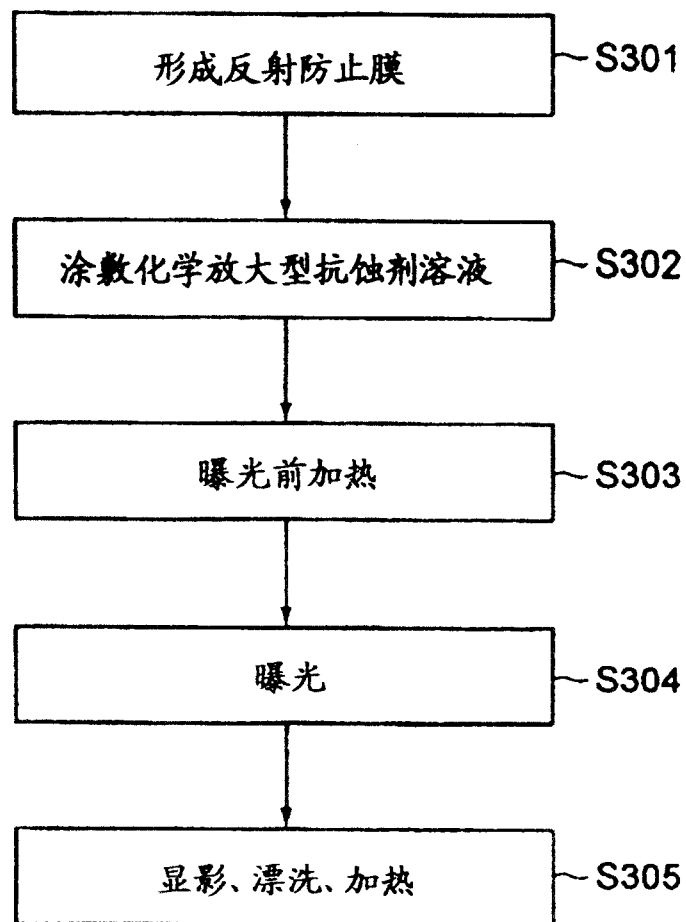 形成反射防止膜 S301
涂敷化学放大型抗蚀剂溶液 S302
曝光前加热 S303
曝光 S304
显影、漂洗、加热 S305